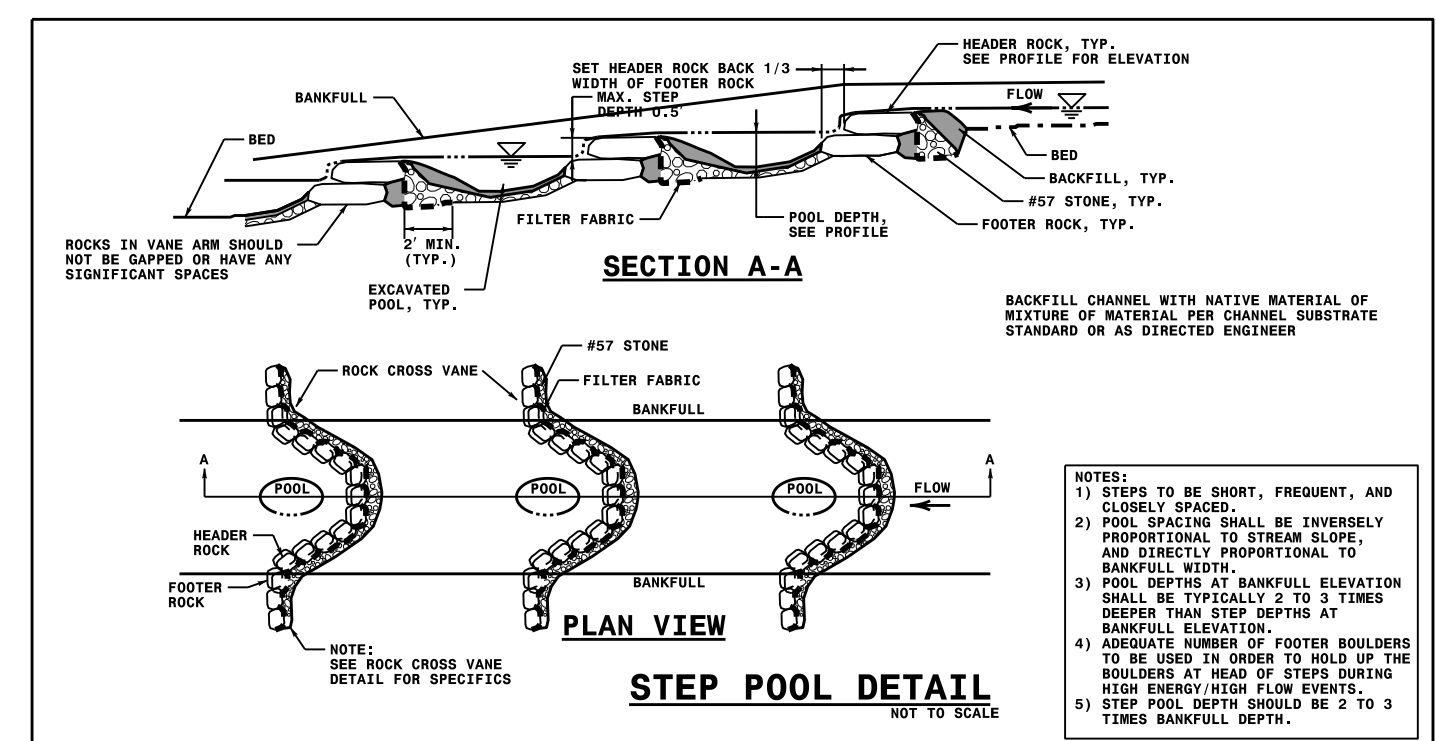 HEADER ROCK, TYP.
SEE PROFILE FOR ELEVATION
SET HEADER ROCK BACK 1/3
WIDTH OF FOOTER ROCK
MAX. STEP
DEPTH 0.5'
FLOW
BANKFULL
BED
BED
BACKFILL, TYP.
#57 STONE, TYP.
FOOTER ROCK, TYP.
FILTER FABRIC
POOL DEPTH,
SEE PROFILE
ROCKS IN VANE ARM SHOULD
NOT BE GAPPED OR HAVE ANY
SIGNIFICANT SPACES
2' MIN.
(TYP.)
EXCAVATED
POOL, TYP.
SECTION A-A
BACKFILL CHANNEL WITH NATIVE MATERIAL OF
MIXTURE OF MATERIAL PER CHANNEL SUBSTRATE
STANDARD OR AS DIRECTED ENGINEER
#57 STONE
ROCK CROSS VANE
FILTER FABRIC
BANKFULL
A
A
POOL
POOL
POOL
FLOW
HEADER
ROCK
FOOTER
ROCK
BANKFULL
PLAN VIEW
NOTE:
SEE ROCK CROSS VANE
DETAIL FOR SPECIFICS
STEP POOL DETAIL
NOT TO SCALE
NOTES:
1) STEPS TO BE SHORT, FREQUENT, AND
CLOSELY SPACED.
2) POOL SPACING SHALL BE INVERSELY
PROPORTIONAL TO STREAM SLOPE,
AND DIRECTLY PROPORTIONAL TO
BANKFULL WIDTH.
3) POOL DEPTHS AT BANKFULL ELEVATION
SHALL BE TYPICALLY 2 TO 3 TIMES
DEEPER THAN STEP DEPTHS AT
BANKFULL ELEVATION.
4) ADEQUATE NUMBER OF FOOTER BOULDERS
TO BE USED IN ORDER TO HOLD UP THE
BOULDERS AT HEAD OF STEPS DURING
HIGH ENERGY/HIGH FLOW EVENTS.
5) STEP POOL DEPTH SHOULD BE 2 TO 3
TIMES BANKFULL DEPTH.